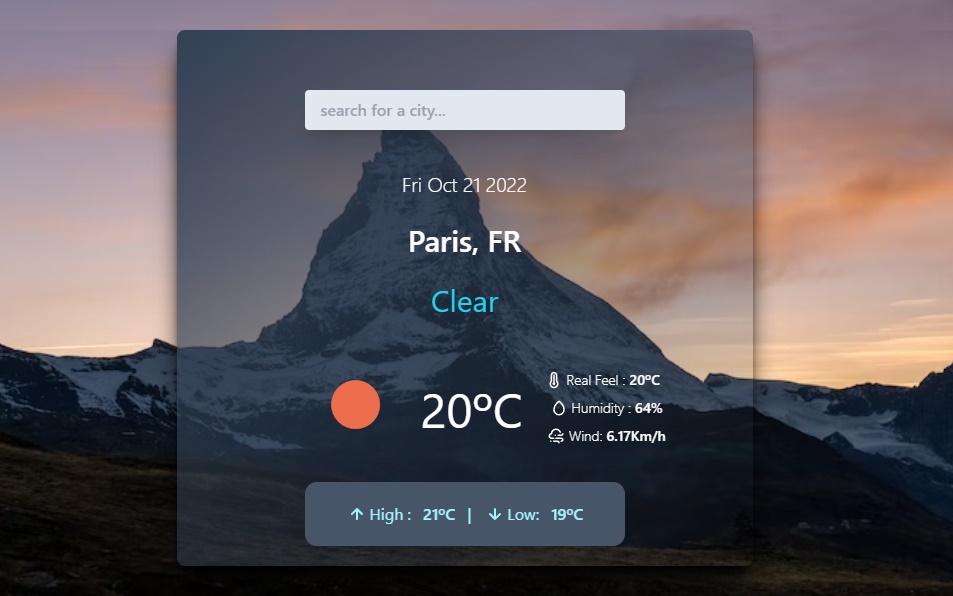 search for a city...
Fri Oct 21 2022
Paris, FR
Clear
20ºC
Real Feel : 20ºC
Humidity : 64%
Wind: 6.17Km/h
↑ High : 21ºC | ↓ Low: 19ºC